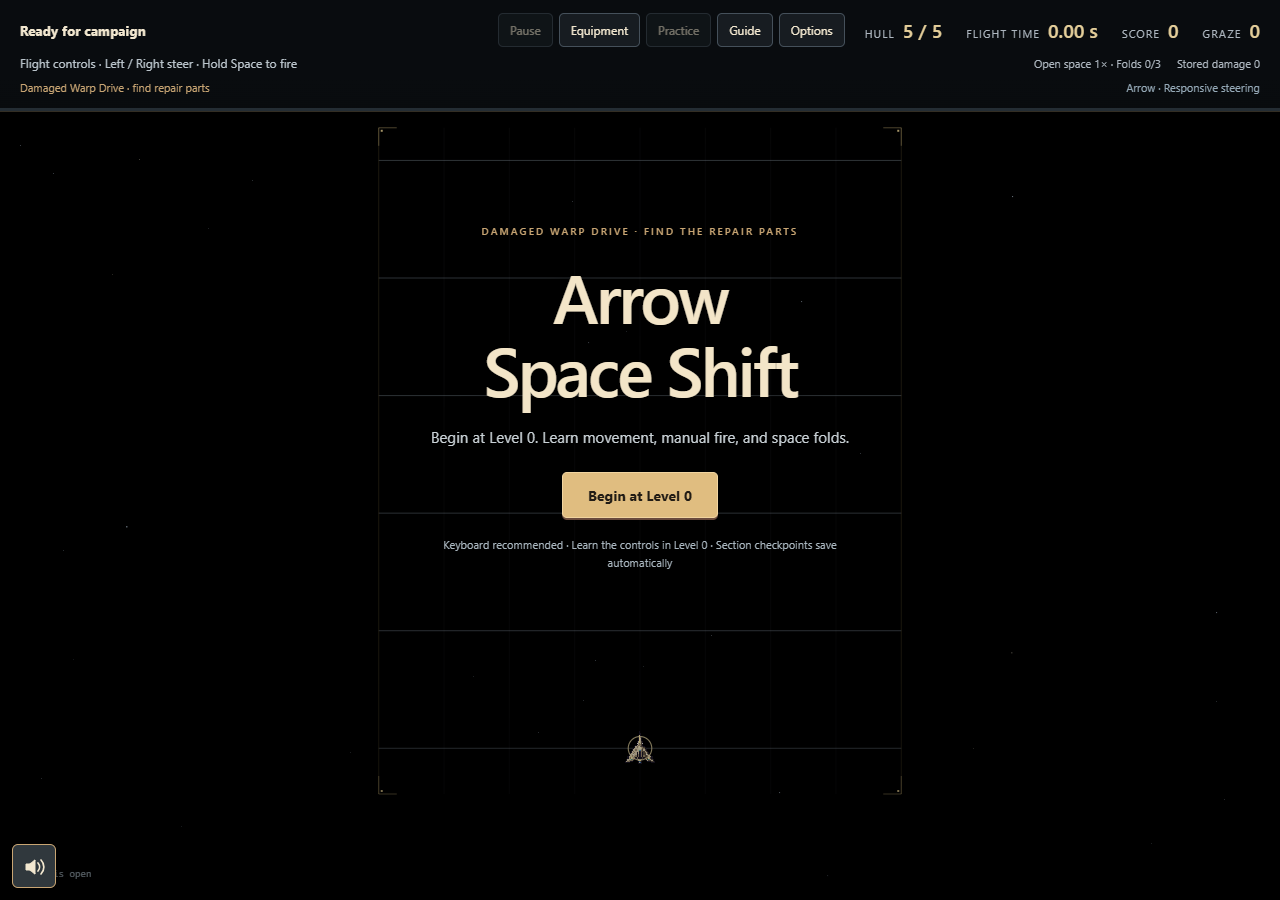 Ready for campaign
Pause
Equipment
Practice
Guide
Options
HULL 5 / 5
FLIGHT TIME 0.00 s
SCORE 0
GRAZE 0
Flight controls · Left / Right steer · Hold Space to fire
Open space 1× · Folds 0/3
Stored damage 0
Damaged Warp Drive · find repair parts
Arrow · Responsive steering
DAMAGED WARP DRIVE · FIND THE REPAIR PARTS
Arrow
Space Shift
Begin at Level 0. Learn movement, manual fire, and space folds.
Begin at Level 0
Keyboard recommended · Learn the controls in Level 0 · Section checkpoints save
automatically
open